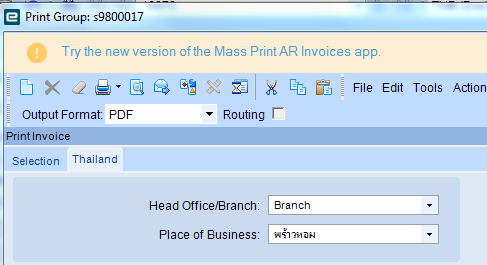 Print Group: s9800017
Try the new version of the Mass Print AR Invoices app.
File Edit Tools Action
Output Format: PDF Routing
Print Invoice
Selection Thailand
Head Office/Branch: Branch
Place of Business: พร้าวหอม